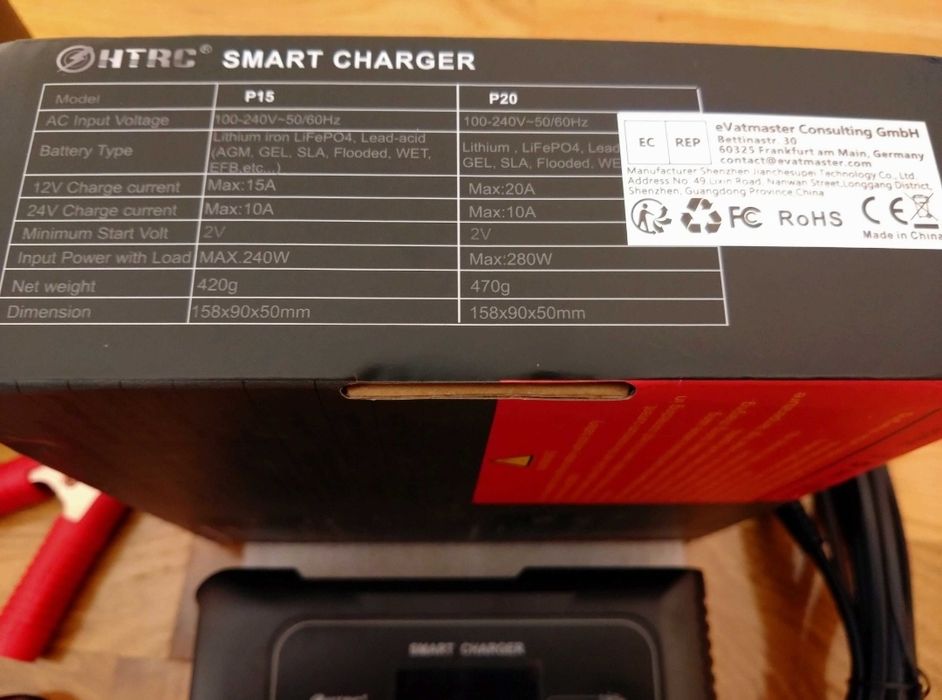 HTRC® SMART CHARGER
Model P15 P20
AC Input Voltage 100-240V~50/60Hz 100-240V~50/60Hz
Battery Type Lithium iron LiFePO4, Lead-acid (AGM, GEL, SLA, Flooded, WET, EFB,etc...) Lithium , LiFePO4, Lead GEL, SLA, Flooded, WE
12V Charge current Max:15A Max:20A
24V Charge current Max:10A Max:10A
Minimum Start Volt 2V 2V
Input Power with Load MAX.240W Max:280W
Net weight 420g 470g
Dimension 158x90x50mm 158x90x50mm
EC REP
eVatmaster Consulting GmbH
Bettinastr. 30
60325 Frankfurt am Main, Germany
contact@evatmaster.com
Manufacturer Shenzhen Jianchesupei Technology Co., Ltd.
Address No. 49 Lixin Road, Nanwan Street, Longgang District,
Shenzhen, Guangdong Province China
FC RoHS CE
Made in China
SMART CHARGER